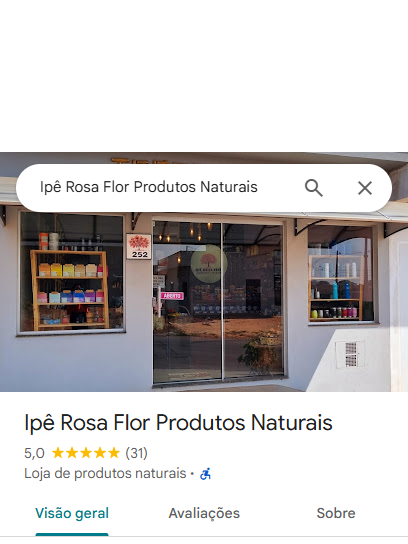 Ipê Rosa Flor Produtos Naturais
252
ABERTO
Ipê Rosa Flor Produtos Naturais
5,0 (31)
Loja de produtos naturais ·
Visão geral
Avaliações
Sobre